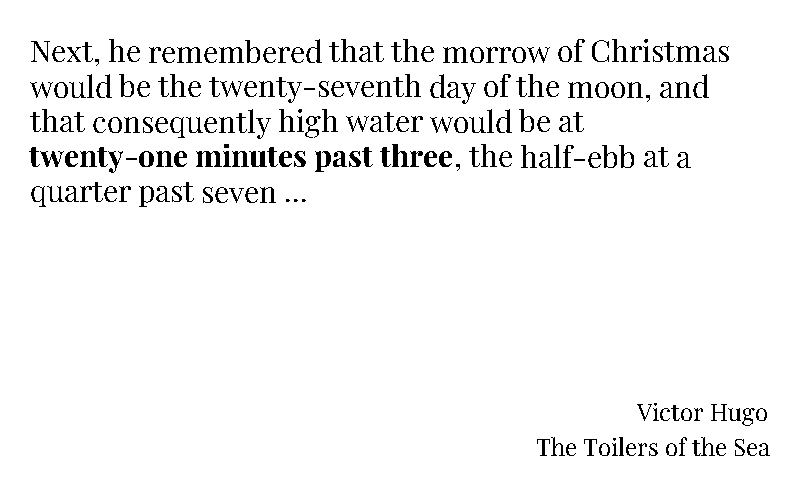 Next, he remembered that the morrow of Christmas
would be the twenty-seventh day of the moon, and
that consequently high water would be at
twenty-one minutes past three, the half-ebb at a
quarter past seven ...
Victor Hugo
The Toilers of the Sea